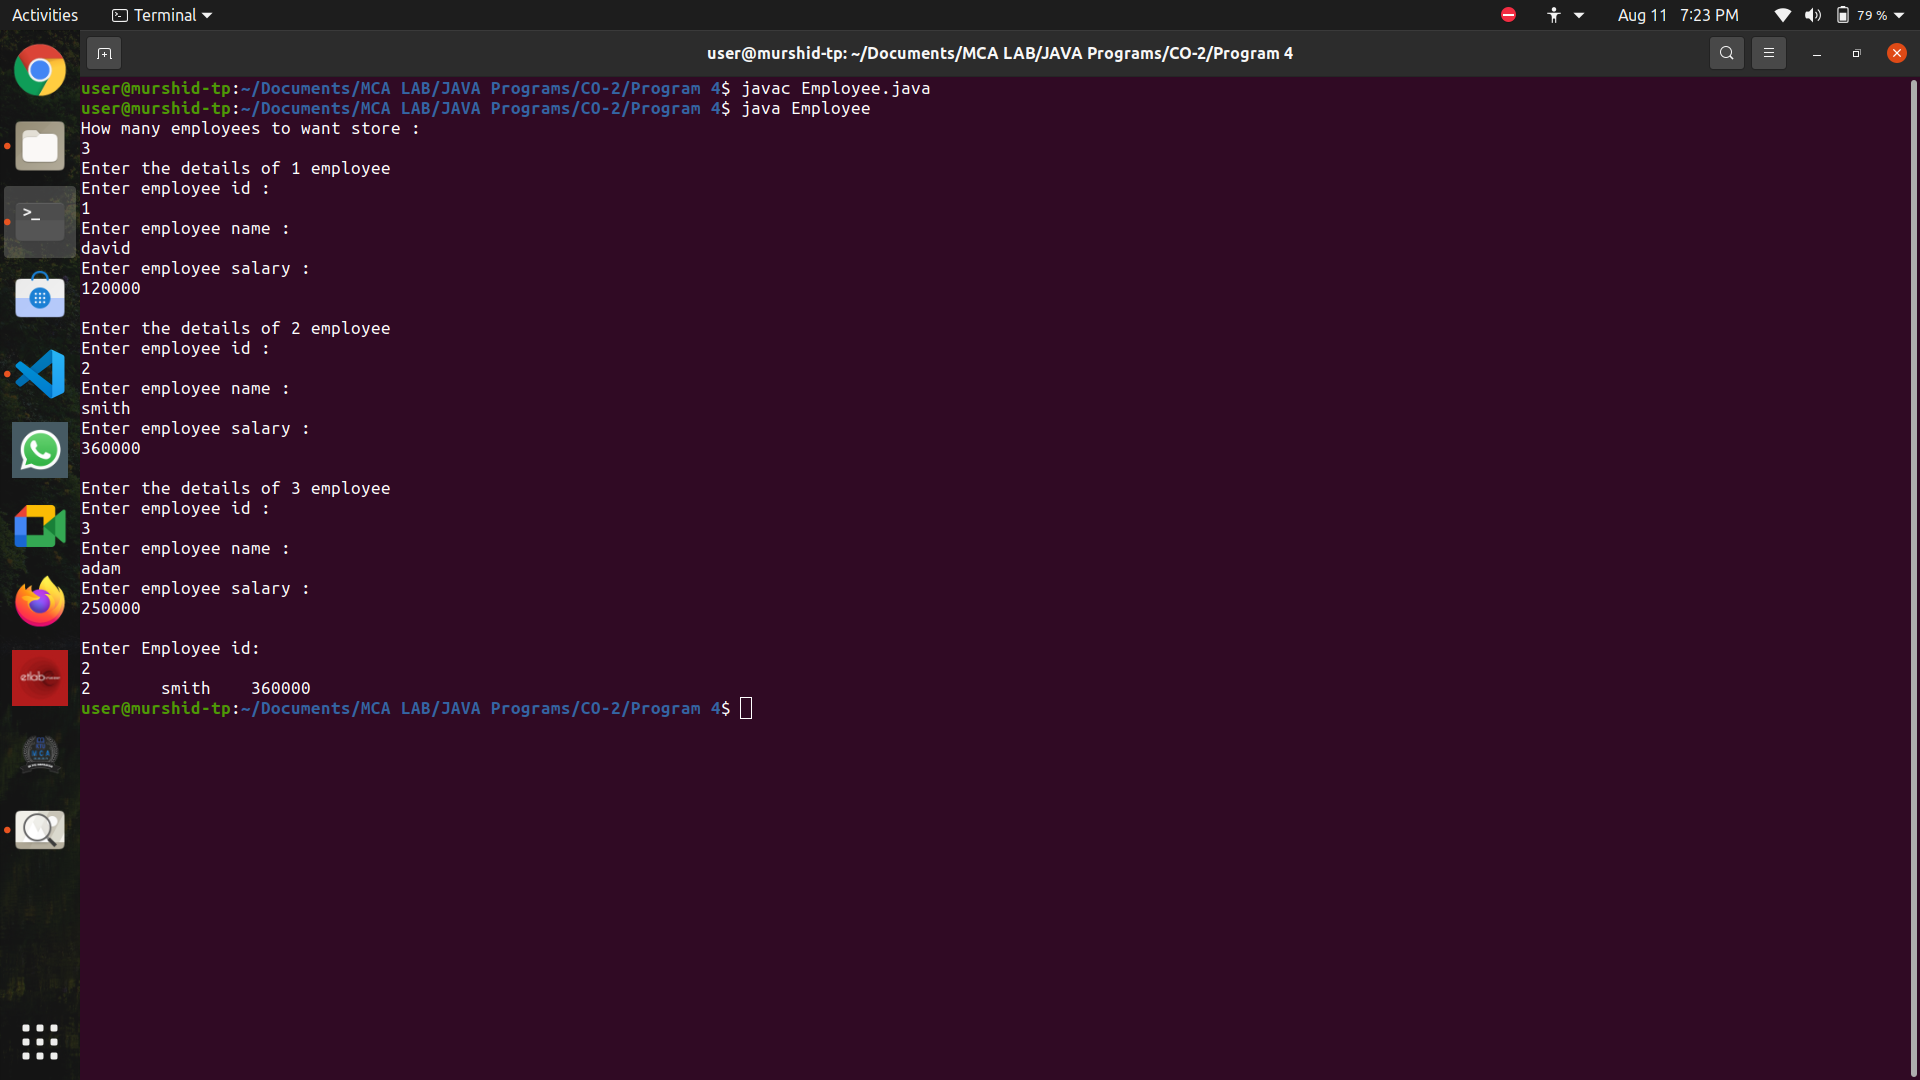 Activities
Terminal
Aug 11 7:23 PM
79 %
user@murshid-tp: ~/Documents/MCA LAB/JAVA Programs/CO-2/Program 4
user@murshid-tp:~/Documents/MCA LAB/JAVA Programs/CO-2/Program 4$ javac Employee.java
user@murshid-tp:~/Documents/MCA LAB/JAVA Programs/CO-2/Program 4$ java Employee
How many employees to want store :
3
Enter the details of 1 employee
Enter employee id :
1
Enter employee name :
david
Enter employee salary :
120000
Enter the details of 2 employee
Enter employee id :
2
Enter employee name :
smith
Enter employee salary :
360000
Enter the details of 3 employee
Enter employee id :
3
Enter employee name :
adam
Enter employee salary :
250000
Enter Employee id:
2
2 smith 360000
user@murshid-tp:~/Documents/MCA LAB/JAVA Programs/CO-2/Program 4$
etlab
MCA